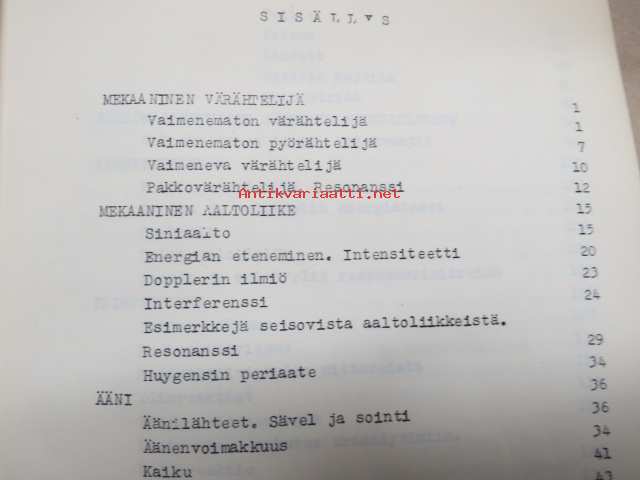 SISÄLLYS
MEKAANINEN VÄRÄHTELIJÄ 1
Vaimenematon värähtelijä 1
Vaimenematon pyörähtelijä 7
Vaimeneva värähtelijä 10
Pakkovärähtelijä. Resonanssi 12
Antikvariaatti.net
MEKAANINEN AALTOLIIKE 15
Siniaalto 15
Energian eteneminen. Intensiteetti 20
Dopplerin ilmiö 23
Interferenssi 24
Esimerkkejä seisovista aaltoliikkeistä.
Resonanssi 29
Huygensin periaate 34
ÄÄNI 36
Äänilähteet. Sävel ja sointi 36
Äänenvoimakkuus 34
Kaiku 41
43